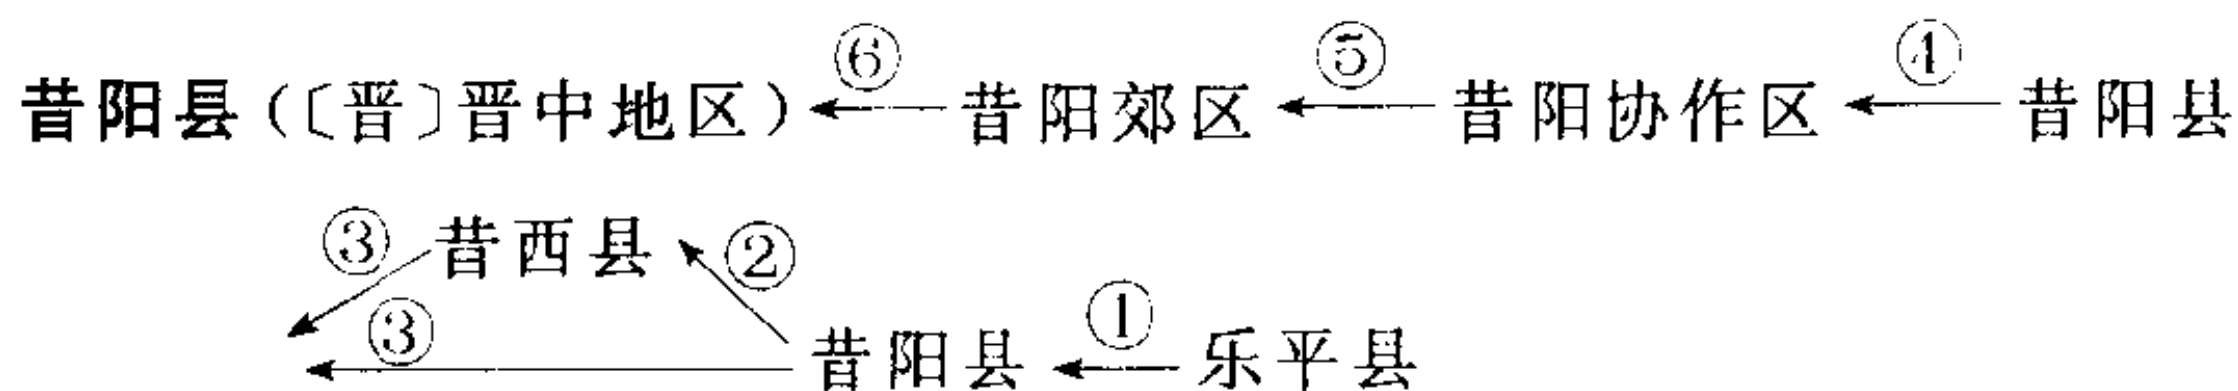 ⑥ ⑤ ④
昔阳县(〔晋〕晋中地区)←昔阳郊区←昔阳协作区←昔阳县
③ 昔西县 ②
③ 昔阳县 ① 乐平县